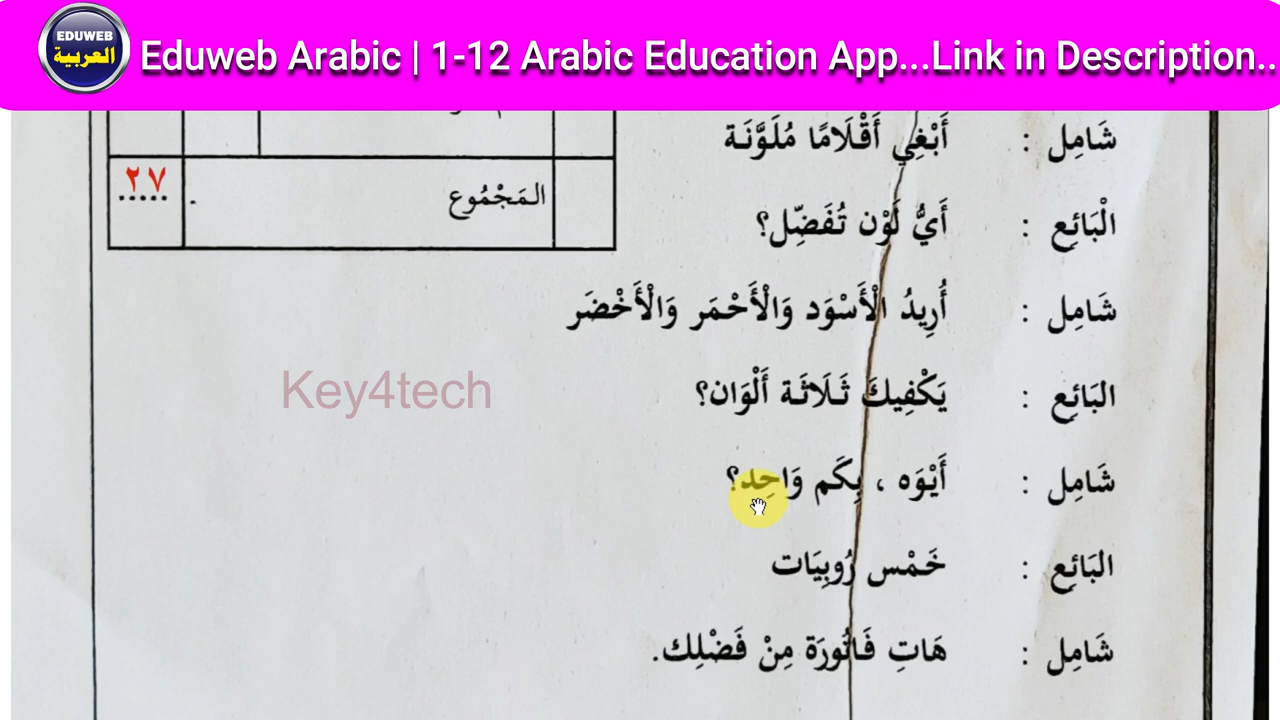 EDUWEB
العربية
Eduweb Arabic | 1-12 Arabic Education App...Link in Description..
شَامِل : أَبْغِي أَقْلَامًا مُلَوَّنَة
الْبَائِع : أَيُّ لَوْن تُفَضِّل؟
شَامِل : أُرِيدُ الْأَسْوَد وَالْأَحْمَر وَالْأَخْضَر
البَائِع : يَكْفِيكَ ثَلَاثَة أَلْوَان؟
شَامِل : أَيْوَه ، بِكَم وَاحِد؟
البَائِع : خَمْس رُوبِيَات
شَامِل : هَاتِ فَاتُورَة مِنْ فَضْلِك.
المَجْمُوع . ٢٧
Key4tech